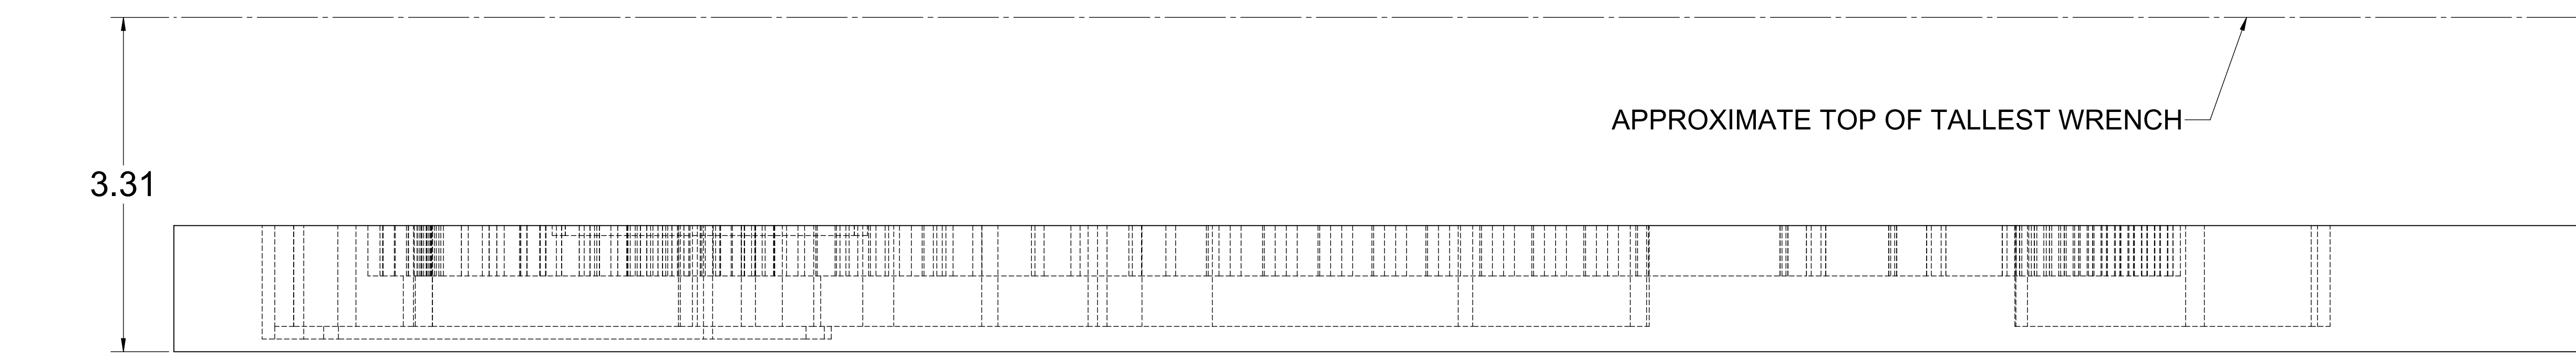 APPROXIMATE TOP OF TALLEST WRENCH
3.31